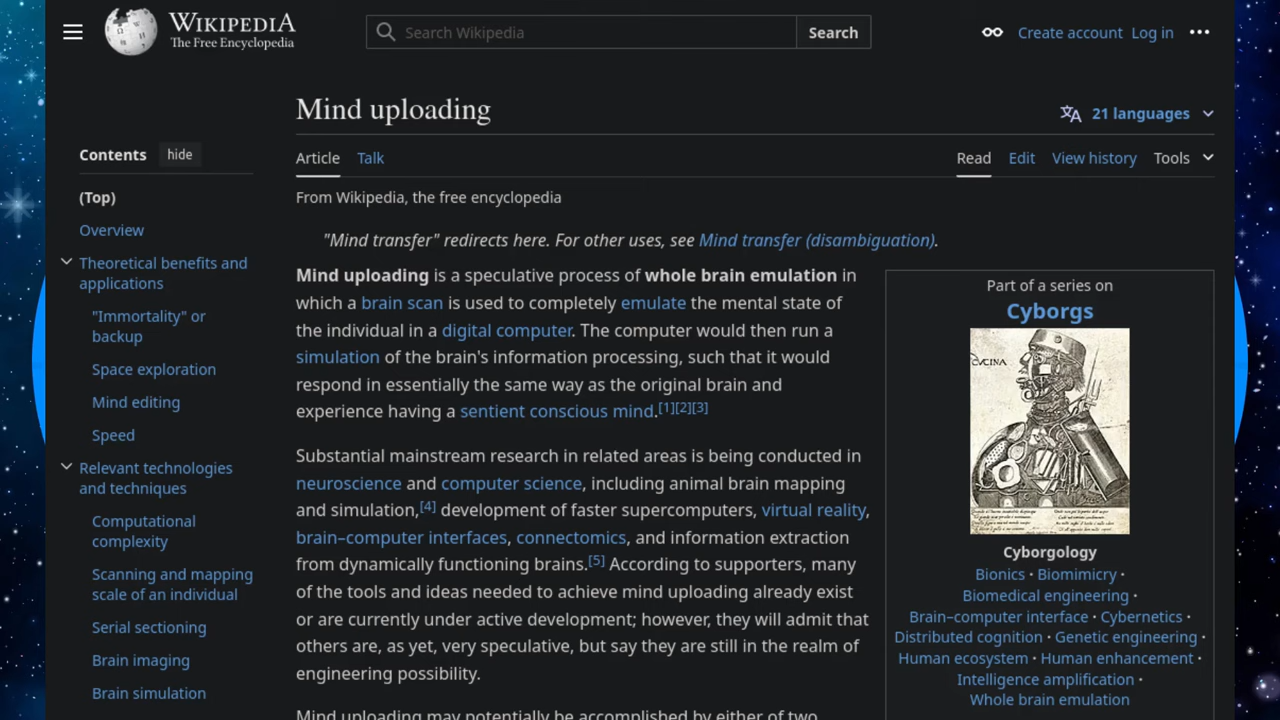 WIKIPEDIA
The Free Encyclopedia
Search Wikipedia
Search
Create account
Log in
Mind uploading
21 languages
Contents
hide
Article
Talk
Read
Edit
View history
Tools
(Top)
Overview
Theoretical benefits and
applications
"Immortality" or
backup
Space exploration
Mind editing
Speed
Relevant technologies
and techniques
Computational
complexity
Scanning and mapping
scale of an individual
Serial sectioning
Brain imaging
Brain simulation
From Wikipedia, the free encyclopedia
"Mind transfer" redirects here. For other uses, see Mind transfer (disambiguation).
Mind uploading is a speculative process of whole brain emulation in
which a brain scan is used to completely emulate the mental state of
the individual in a digital computer. The computer would then run a
simulation of the brain's information processing, such that it would
respond in essentially the same way as the original brain and
experience having a sentient conscious mind.[1][2][3]
Substantial mainstream research in related areas is being conducted in
neuroscience and computer science, including animal brain mapping
and simulation,[4] development of faster supercomputers, virtual reality,
brain–computer interfaces, connectomics, and information extraction
from dynamically functioning brains.[5] According to supporters, many
of the tools and ideas needed to achieve mind uploading already exist
or are currently under active development; however, they will admit that
others are, as yet, very speculative, but say they are still in the realm of
engineering possibility.
Mind uploading may potentially be accomplished by either of two
Part of a series on
Cyborgs
Cyborgology
Bionics · Biomimicry ·
Biomedical engineering ·
Brain–computer interface · Cybernetics ·
Distributed cognition · Genetic engineering ·
Human ecosystem · Human enhancement ·
Intelligence amplification ·
Whole brain emulation